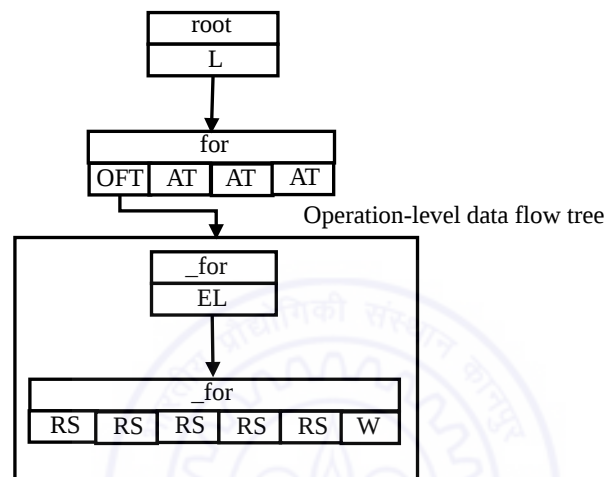 root
L
for
OFT AT AT AT
Operation-level data flow tree
_for
EL
_for
RS RS RS RS RS W
प्रौद्योगिकी संस्थान कानपुर